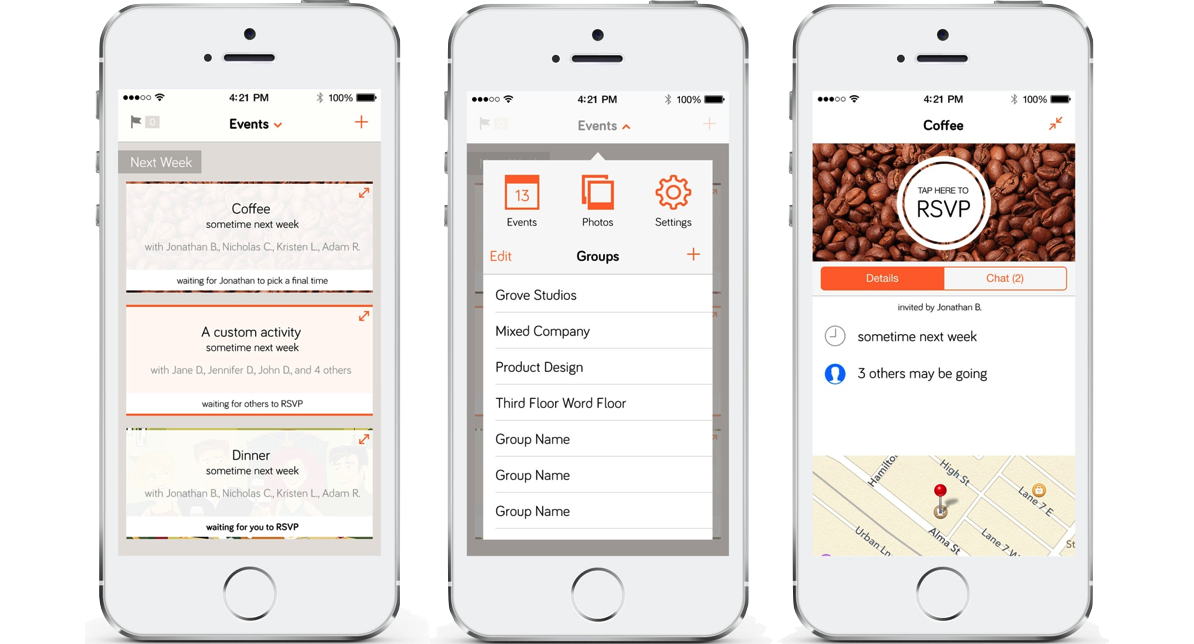 4:21 PM
100%
0
Events
Next Week
Coffee
sometime next week
with Jonathan B., Nicholas C., Kristen L., Adam R.
waiting for Jonathan to pick a final time
A custom activity
sometime next week
with Jane D., Jennifer D., John D., and 4 others
waiting for others to RSVP
Dinner
sometime next week
with Jonathan B., Nicholas C., Kristen L., Adam R.
waiting for you to RSVP
4:21 PM
100%
0
Events
13
Events
Photos
Settings
Edit
Groups
Grove Studios
Mixed Company
Product Design
Third Floor Word Floor
Group Name
Group Name
Group Name
4:21 PM
100%
Coffee
TAP HERE TO
RSVP
Details
Chat (2)
invited by Jonathan B.
sometime next week
3 others may be going
High St
Lane 7 E
Alma St
Urban Ln
Lane 7 W
St